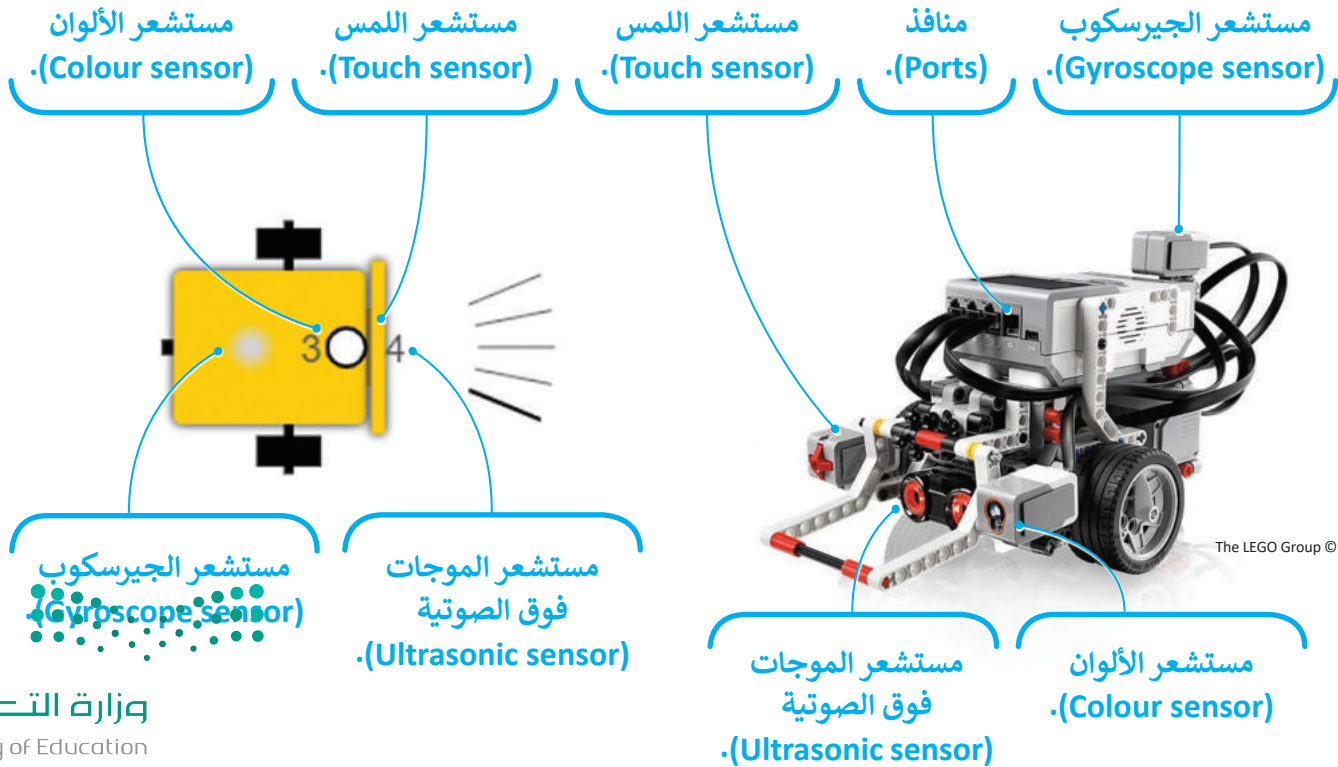 مستشعر الجيرسكوب
(Gyroscope sensor).
منافذ
(Ports).
مستشعر اللمس
(Touch sensor).
مستشعر اللمس
(Touch sensor).
مستشعر الألوان
(Colour sensor).
3
4
The LEGO Group ©
مستشعر الألوان
(Colour sensor).
مستشعر الموجات
فوق الصوتية
(Ultrasonic sensor).
مستشعر الموجات
فوق الصوتية
(Ultrasonic sensor).
مستشعر الجيرسكوب
(Gyroscope sensor).
وزارة
of Education